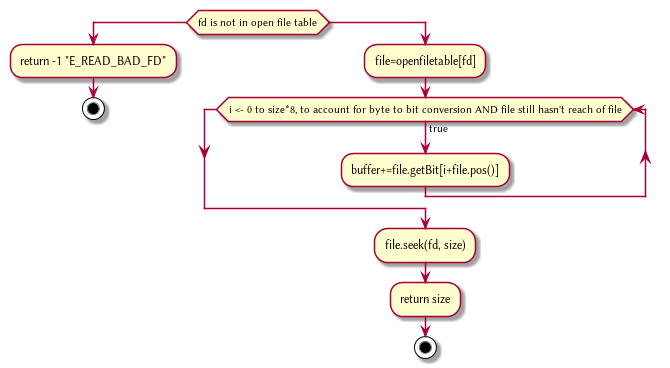 fd is not in open file table
return -1 "E_READ_BAD_FD"
file=openfiletable[fd]
i <- 0 to size*8, to account for byte to bit conversion AND file still hasn't reach of file
true
buffer+=file.getBit[i+file.pos()]
file.seek(fd, size)
return size